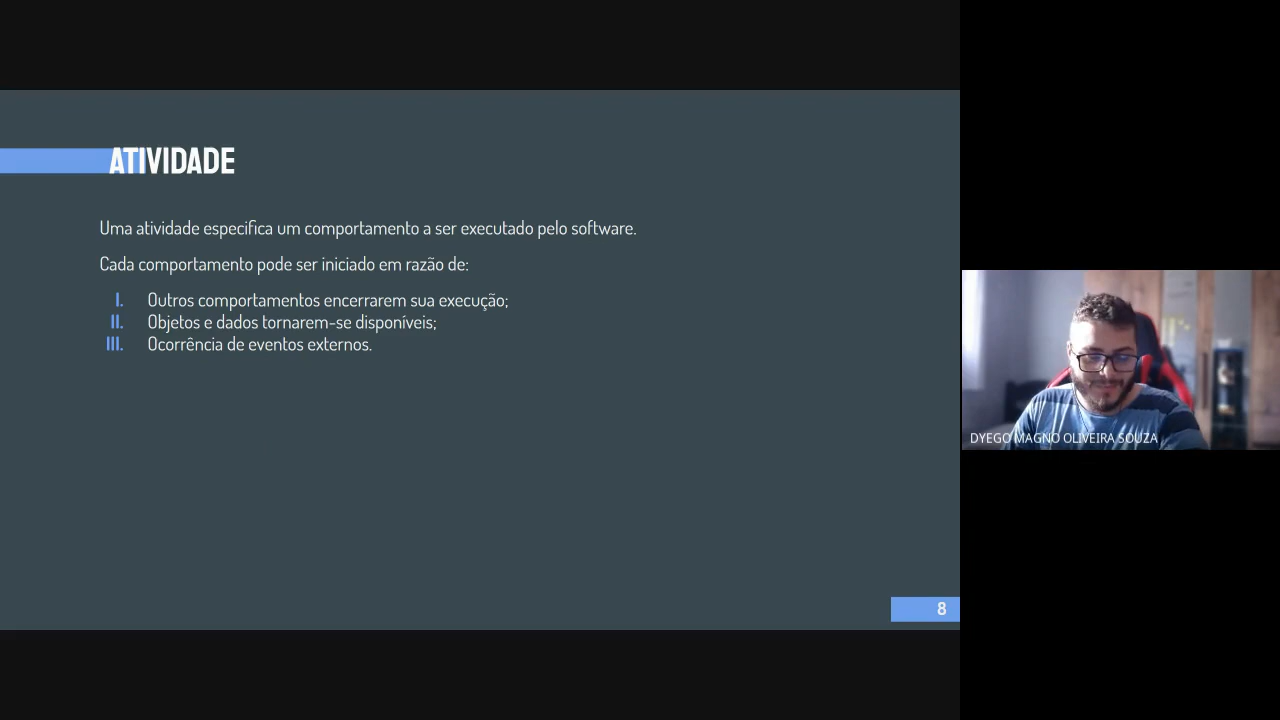 ATIVIDADE
Uma atividade especifica um comportamento a ser executado pelo software.
Cada comportamento pode ser iniciado em razão de:
I. Outros comportamentos encerrarem sua execução;
II. Objetos e dados tornarem-se disponíveis;
III. Ocorrência de eventos externos.
8
DYEGO MAGNO OLIVEIRA SOUZA